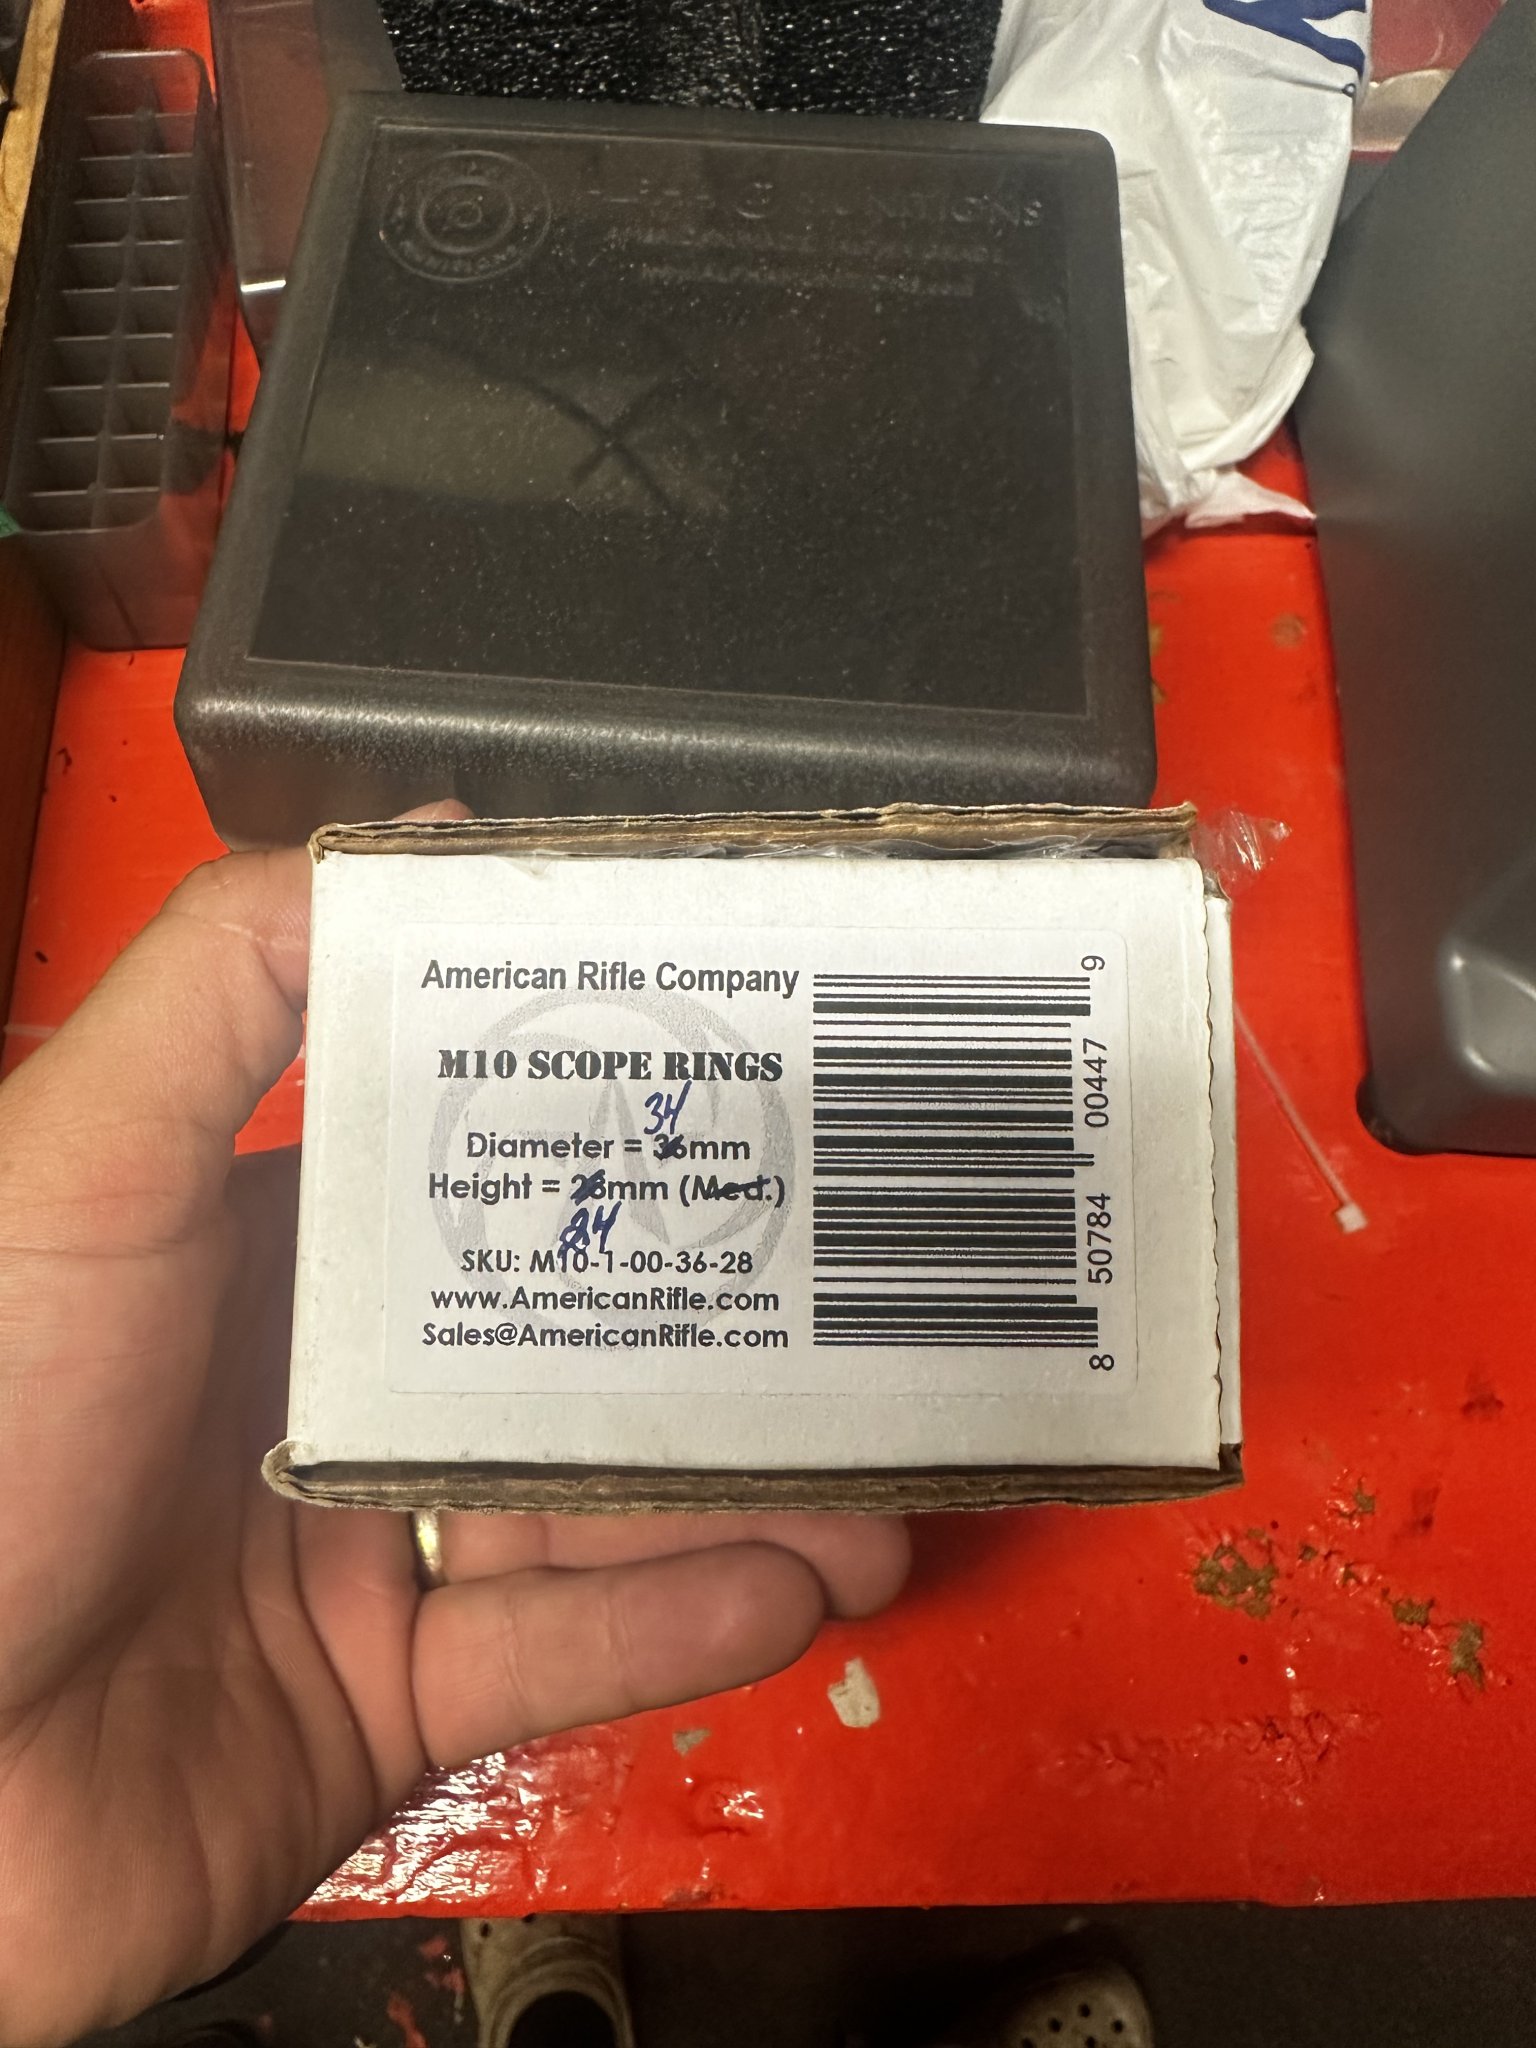 American Rifle Company
M10 SCOPE RINGS
34
Diameter = 36mm
Height = 28mm (Med.)
24
SKU: M10-1-00-36-28
www.AmericanRifle.com
Sales@AmericanRifle.com
8 50784 00447 9